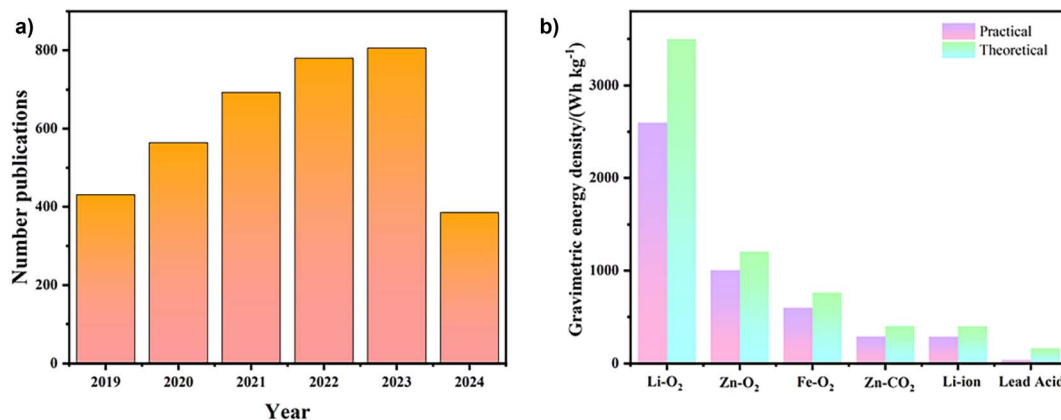 a)
Number publications
800
600
400
200
0
2019 2020 2021 2022 2023 2024
Year
b)
Practical
Theoretical
Gravimetric energy density/(Wh kg⁻¹)
3000
2000
1000
0
Li-O₂ Zn-O₂ Fe-O₂ Zn-CO₂ Li-ion Lead Acid